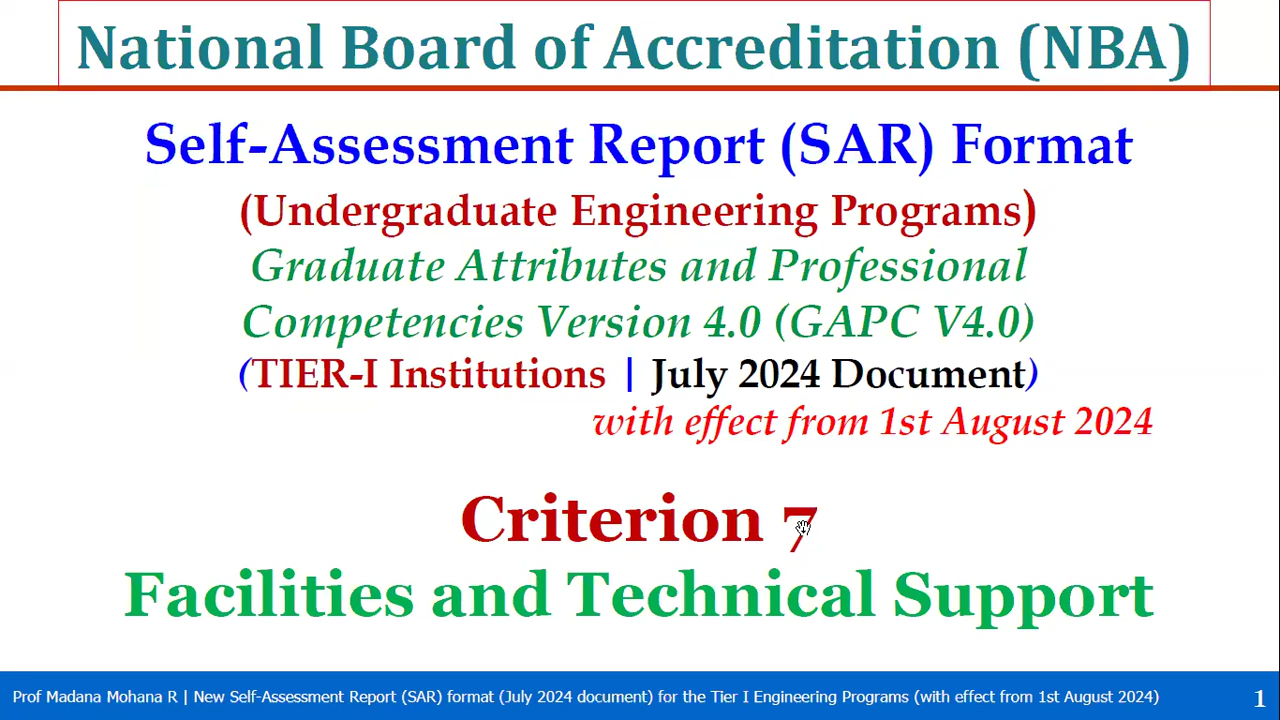 National Board of Accreditation (NBA)
Self-Assessment Report (SAR) Format
(Undergraduate Engineering Programs)
Graduate Attributes and Professional
Competencies Version 4.0 (GAPC V4.0)
(TIER-I Institutions | July 2024 Document)
with effect from 1st August 2024
Criterion 7
Facilities and Technical Support
Prof Madana Mohana R | New Self-Assessment Report (SAR) format (July 2024 document) for the Tier I Engineering Programs (with effect from 1st August 2024)
1